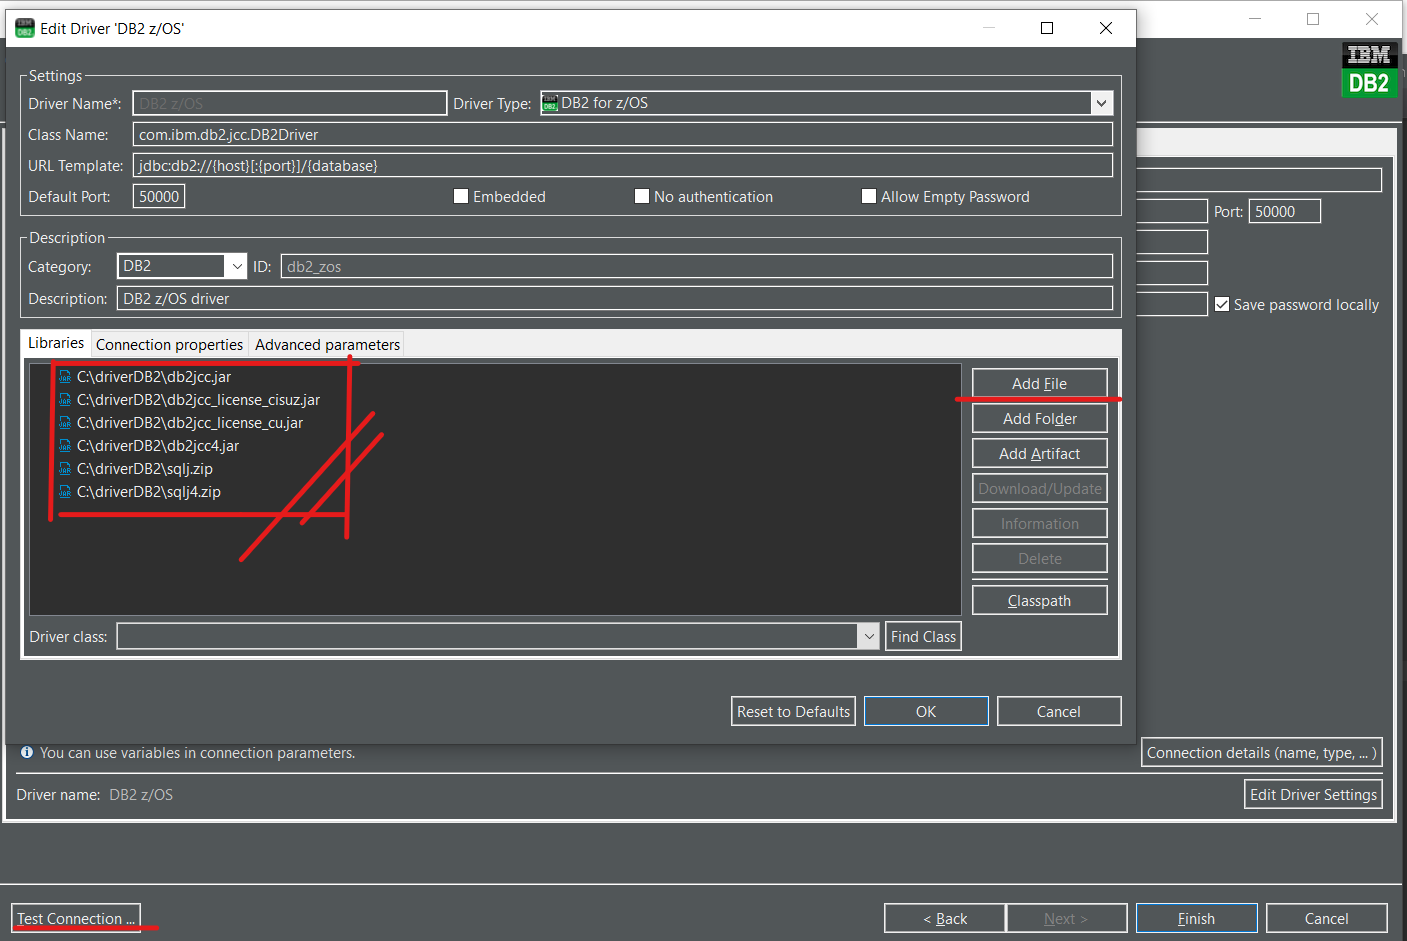 Edit Driver 'DB2 z/OS'
IBM
DB2
Settings
Driver Name*: DB2 z/OS Driver Type: DB2 for z/OS
Class Name: com.ibm.db2.jcc.DB2Driver
URL Template: jdbc:db2://{host}[:{port}]/{database}
Default Port: 50000 Embedded No authentication Allow Empty Password
Port: 50000
Description
Category: DB2 ID: db2_zos
Description: DB2 z/OS driver
Save password locally
Libraries Connection properties Advanced parameters
C:\driverDB2\db2jcc.jar
C:\driverDB2\db2jcc_license_cisuz.jar
C:\driverDB2\db2jcc_license_cu.jar
C:\driverDB2\db2jcc4.jar
C:\driverDB2\sqlj.zip
C:\driverDB2\sqlj4.zip
Add File
Add Folder
Add Artifact
Download/Update
Information
Delete
Classpath
Driver class: Find Class
Reset to Defaults OK Cancel
You can use variables in connection parameters. Connection details (name, type, ... )
Driver name: DB2 z/OS Edit Driver Settings
Test Connection ... < Back Next > Finish Cancel